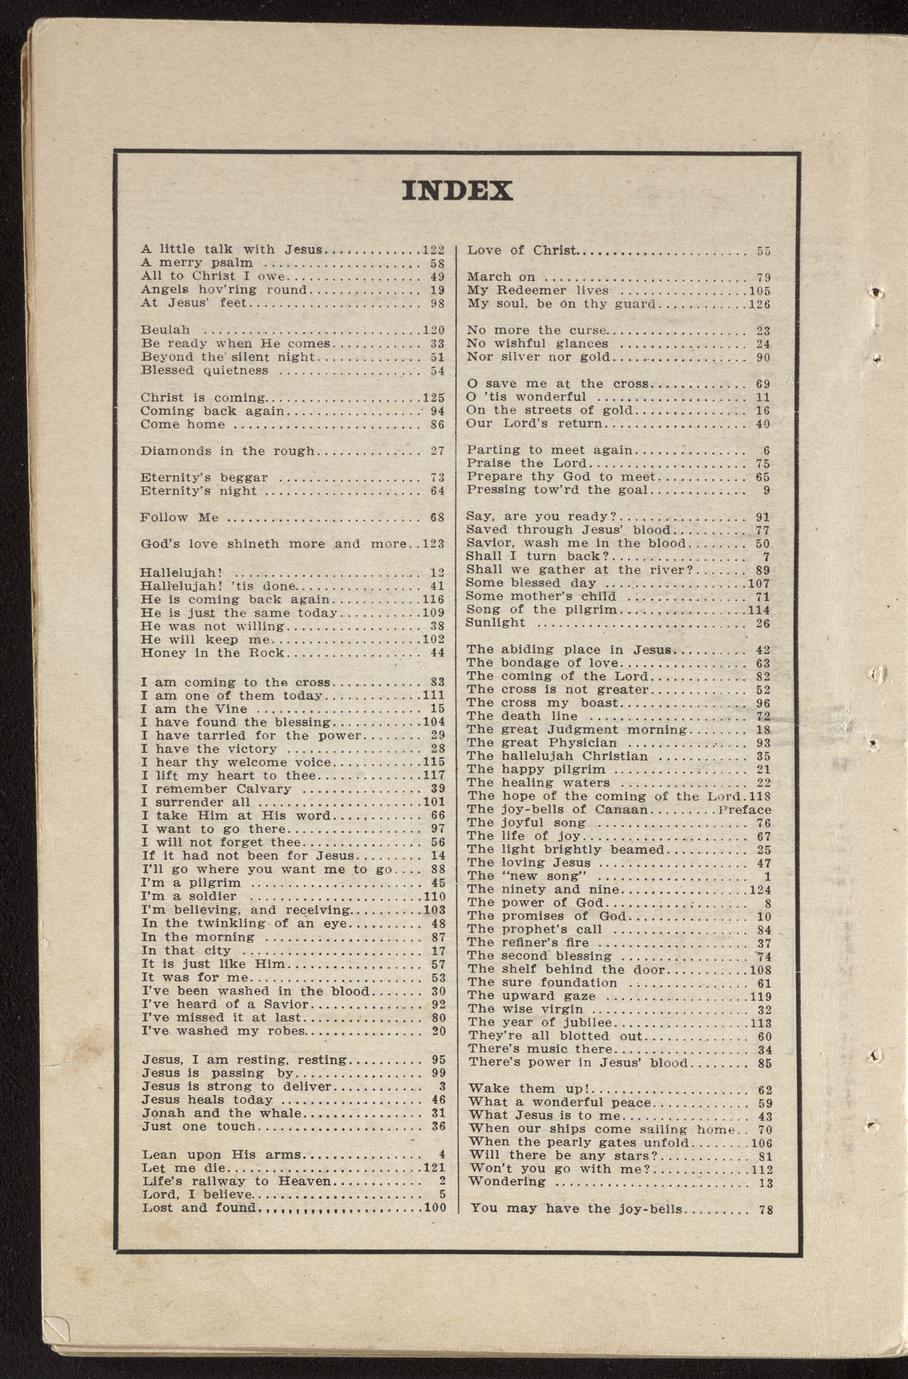 INDEX
A little talk with Jesus............122
A merry psalm ..................... 58
All to Christ I owe.................. 49
Angels hov'ring round............... 19
At Jesus' feet....................... 98
Beulah .............................120
Be ready when He comes............ 33
Beyond the silent night.............. 51
Blessed quietness ................... 54
Christ is coming.....................125
Coming back again.................. 94
Come home ......................... 86
Diamonds in the rough.............. 27
Eternity's beggar ................... 73
Eternity's night ..................... 64
Follow Me .......................... 68
God's love shineth more and more..123
Hallelujah! ......................... 12
Hallelujah! 'tis done................. 41
He is coming back again............116
He is just the same today...........109
He was not willing.................. 38
He will keep me....................102
Honey in the Rock.................. 44
I am coming to the cross............ 83
I am one of them today.............111
I am the Vine ...................... 15
I have found the blessing............104
I have tarried for the power........ 29
I have the victory .................. 28
I hear thy welcome voice............115
I lift my heart to thee..............117
I remember Calvary ................ 39
I surrender all ......................101
I take Him at His word............ 66
I want to go there.................. 97
I will not forget thee................ 56
If it had not been for Jesus......... 14
I'll go where you want me to go.... 88
I'm a pilgrim ....................... 45
I'm a soldier .......................110
I'm believing, and receiving..........103
In the twinkling of an eye.......... 48
In the morning ..................... 87
In that city ........................ 17
It is just like Him.................. 57
It was for me....................... 53
I've been washed in the blood....... 30
I've heard of a Savior............... 92
I've missed it at last................ 80
I've washed my robes............... 20
Jesus, I am resting, resting.......... 95
Jesus is passing by................. 99
Jesus is strong to deliver............ 3
Jesus heals today ................... 46
Jonah and the whale................ 31
Just one touch...................... 36
Lean upon His arms................ 4
Let me die..........................121
Life's railway to Heaven............ 2
Lord, I believe....................... 5
Lost and found......................100
Love of Christ...................... 55
March on ........................... 79
My Redeemer lives .................105
My soul, be on thy guard............126
No more the curse.................. 23
No wishful glances ................. 24
Nor silver nor gold.................. 90
O save me at the cross............. 69
O 'tis wonderful .................... 11
On the streets of gold............... 16
Our Lord's return................... 40
Parting to meet again............... 6
Praise the Lord..................... 75
Prepare thy God to meet............ 65
Pressing tow'rd the goal............. 9
Say, are you ready?................. 91
Saved through Jesus' blood.......... 77
Savior, wash me in the blood........ 50
Shall I turn back?.................. 7
Shall we gather at the river?....... 89
Some blessed day ...................107
Some mother's child ................ 71
Song of the pilgrim.................114
Sunlight ............................ 26
The abiding place in Jesus.......... 42
The bondage of love................. 63
The coming of the Lord............. 82
The cross is not greater............. 52
The cross my boast................. 96
The death line ..................... 72
The great Judgment morning........ 18
The great Physician ................ 93
The hallelujah Christian ............ 35
The happy pilgrim .................. 21
The healing waters ................. 22
The hope of the coming of the Lord.118
The joy-bells of Canaan.........Preface
The joyful song .................... 76
The life of joy...................... 67
The light brightly beamed........... 25
The loving Jesus .................... 47
The "new song" .................... 1
The ninety and nine.................124
The power of God................... 8
The promises of God................ 10
The prophet's call .................. 84
The refiner's fire .................... 37
The second blessing ................. 74
The shelf behind the door...........108
The sure foundation ................ 61
The upward gaze ...................119
The wise virgin ..................... 32
The year of jubilee..................113
They're all blotted out.............. 60
There's music there................. 34
There's power in Jesus' blood........ 85
Wake them up!..................... 62
What a wonderful peace............. 59
What Jesus is to me................. 43
When our ships come sailing home.. 70
When the pearly gates unfold........106
Will there be any stars?............ 81
Won't you go with me?.............112
Wondering ......................... 13
You may have the joy-bells......... 78